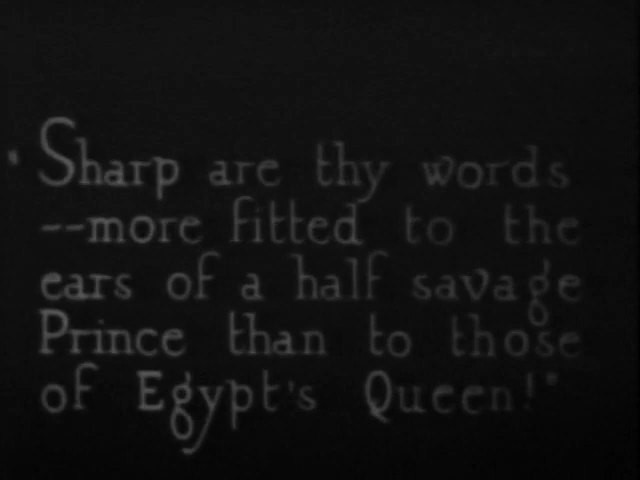 "Sharp are thy words
--more fitted to the
ears of a half savage
Prince than to those
of Egypt's Queen!"